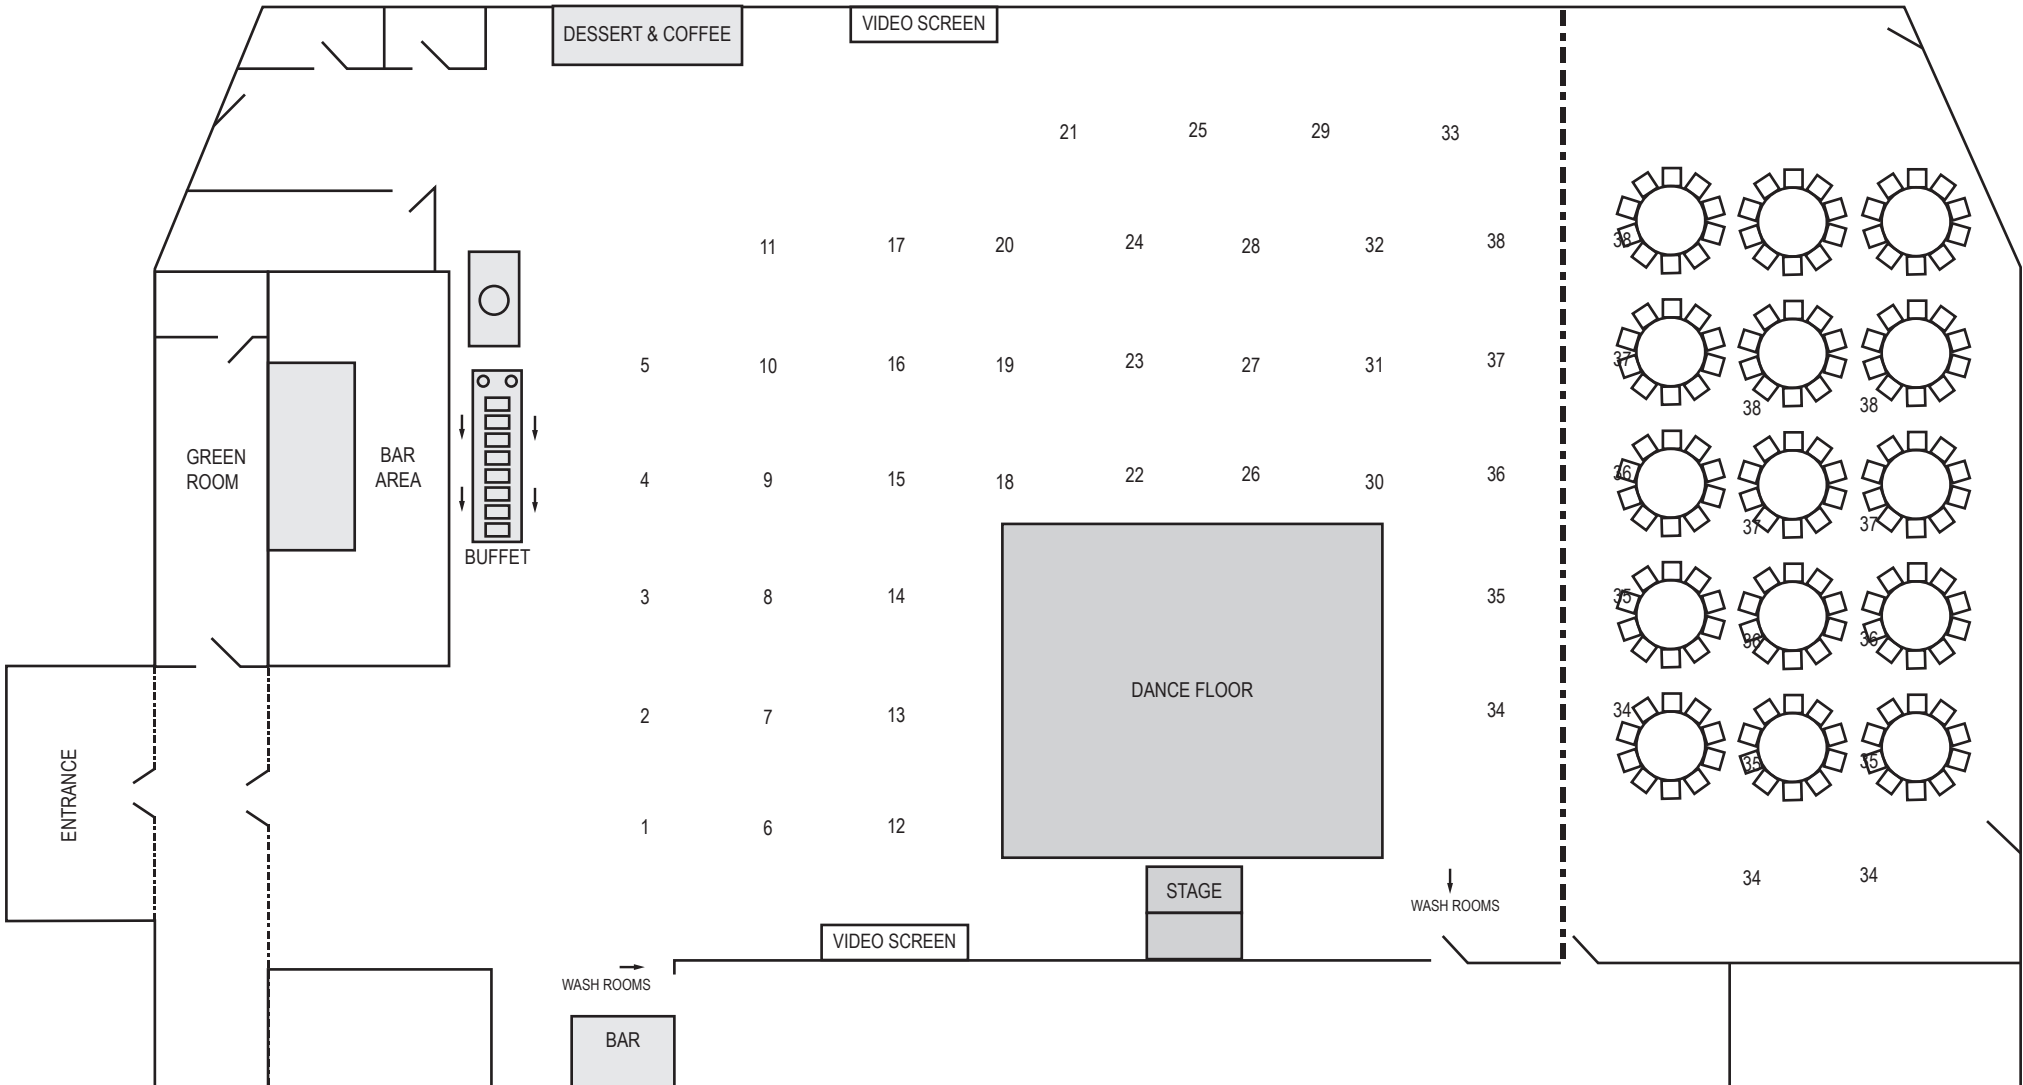 DESSERT & COFFEE
VIDEO SCREEN
21 25 29 33
11 17 20 24 28 32 38 38
5 10 16 19 23 27 31 37 37
38 38
GREEN
ROOM
BAR
AREA
4 9 15 18 22 26 30 36 36
37 37
BUFFET
3 8 14 35 35
36 36
DANCE FLOOR
2 7 13 34 34
35 35
ENTRANCE
1 6 12
34 34
STAGE
WASH ROOMS
VIDEO SCREEN
WASH ROOMS
BAR